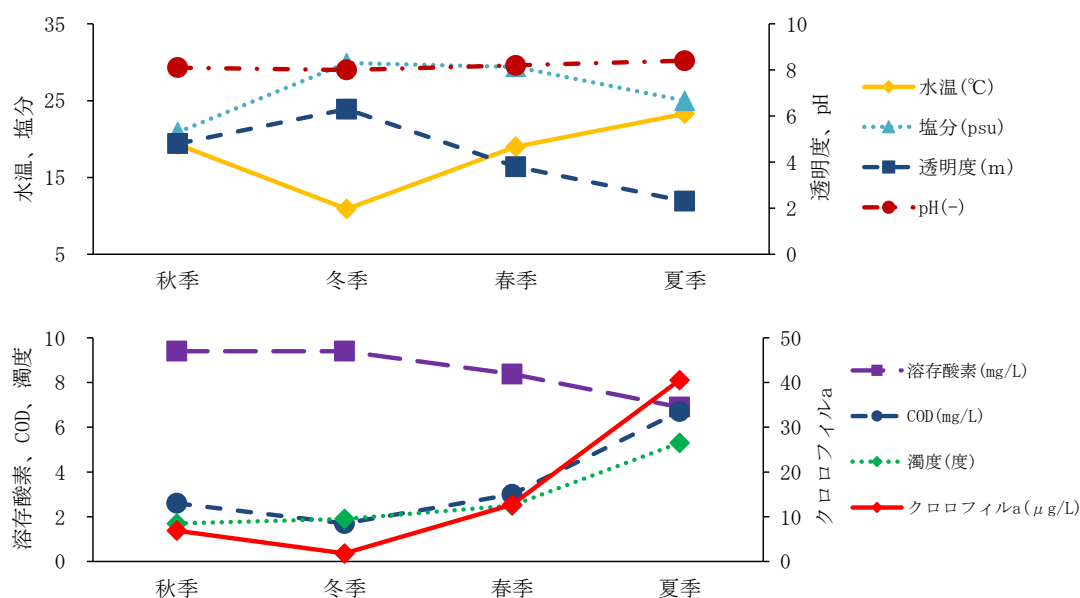 35
25
15
5
水温、塩分
10
8
6
4
2
0
透明度、pH
秋季
冬季
春季
夏季
水温(℃)
塩分(psu)
透明度(m)
pH(-)
10
8
6
4
2
0
溶存酸素、COD、濁度
50
40
30
20
10
0
クロロフィルa
秋季
冬季
春季
夏季
溶存酸素(mg/L)
COD(mg/L)
濁度(度)
クロロフィルa(μg/L)